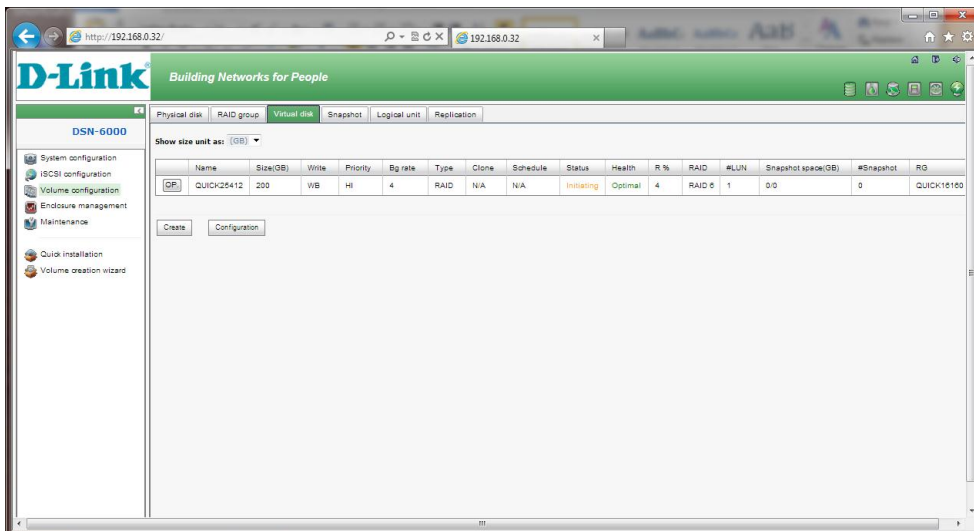 http://192.168.0.32/
192.168.0.32
D-Link
Building Networks for People
DSN-6000
System configuration
iSCSI configuration
Volume configuration
Enclosure management
Maintenance
Quick installation
Volume creation wizard
Physical disk RAID group Virtual disk Snapshot Logical unit Replication
Show size unit as: (GB)
Name Size(GB) Write Priority Bg rate Type Clone Schedule Status Health R % RAID #LUN Snapshot space(GB) #Snapshot RG
OP. QUICK25412 200 WB HI 4 RAID N/A N/A Initiating Optimal 4 RAID 6 1 0/0 0 QUICK16160
Create Configuration